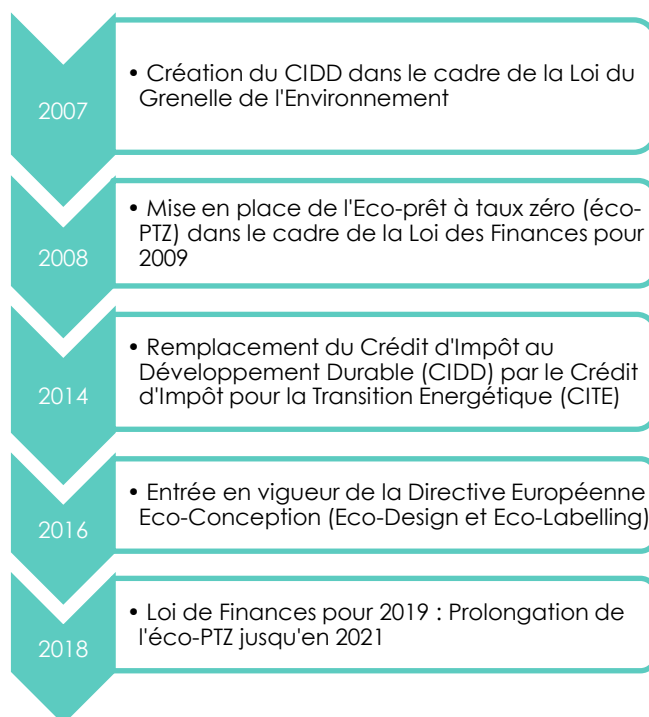 2007
• Création du CIDD dans le cadre de la Loi du
Grenelle de l'Environnement
2008
• Mise en place de l'Eco-prêt à taux zéro (éco-
PTZ) dans le cadre de la Loi des Finances pour
2009
2014
• Remplacement du Crédit d'Impôt au
Développement Durable (CIDD) par le Crédit
d'Impôt pour la Transition Energétique (CITE)
2016
• Entrée en vigueur de la Directive Européenne
Eco-Conception (Eco-Design et Eco-Labelling)
2018
• Loi de Finances pour 2019 : Prolongation de
l'éco-PTZ jusqu'en 2021